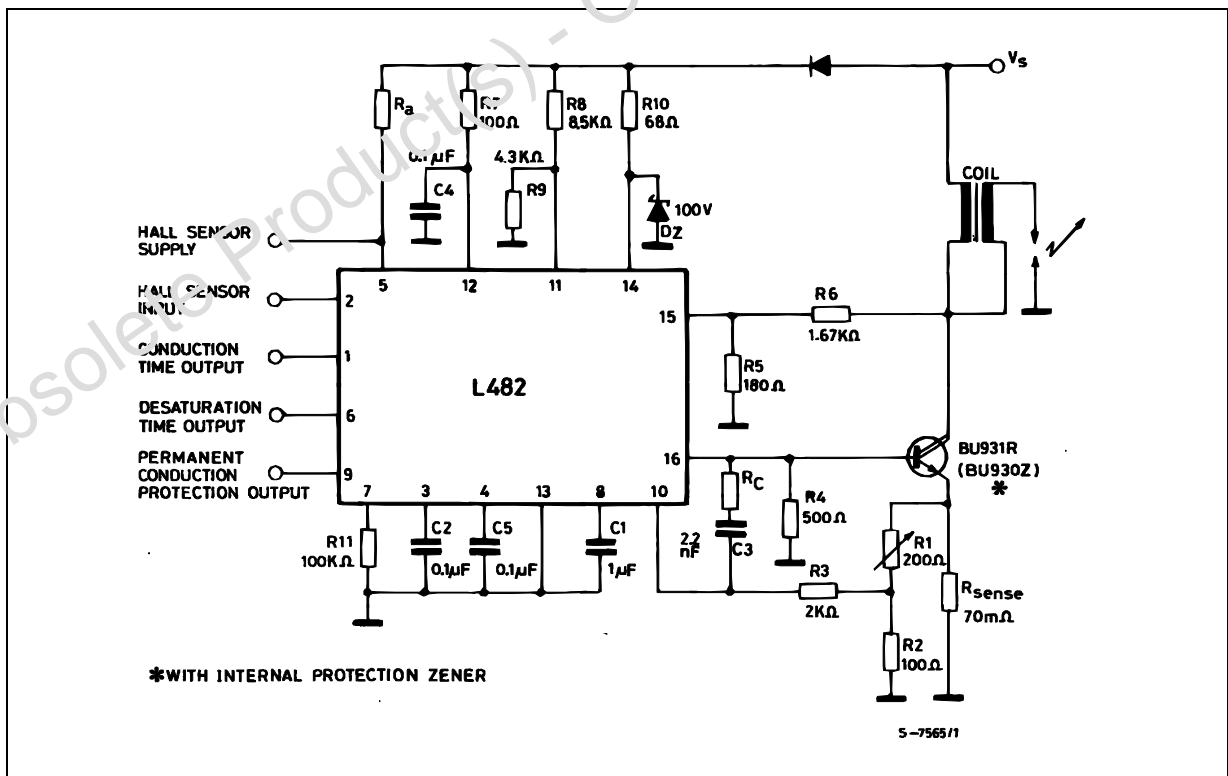 Obsolete Product(s) - O
Vs
Ra
R7
100Ω
R8
8.5KΩ
R10
68Ω
0.1µF
C4
4.3KΩ
R9
100V
DZ
COIL
HALL SENSOR
SUPPLY
5
12
11
14
HALL SENSOR
INPUT
2
15
R6
1.67KΩ
CONDUCTION
TIME OUTPUT
1
L482
R5
180Ω
DESATURATION
TIME OUTPUT
6
PERMANENT
CONDUCTION
PROTECTION OUTPUT
9
16
BU931R
(BU930Z)
*
7
3
4
13
8
10
RC
R4
500Ω
R11
100KΩ
C2
0.1µF
C5
0.1µF
C1
1µF
2.2
nF
C3
R3
2KΩ
R1
200Ω
Rsense
70mΩ
R2
100Ω
*WITH INTERNAL PROTECTION ZENER
S-7565/1